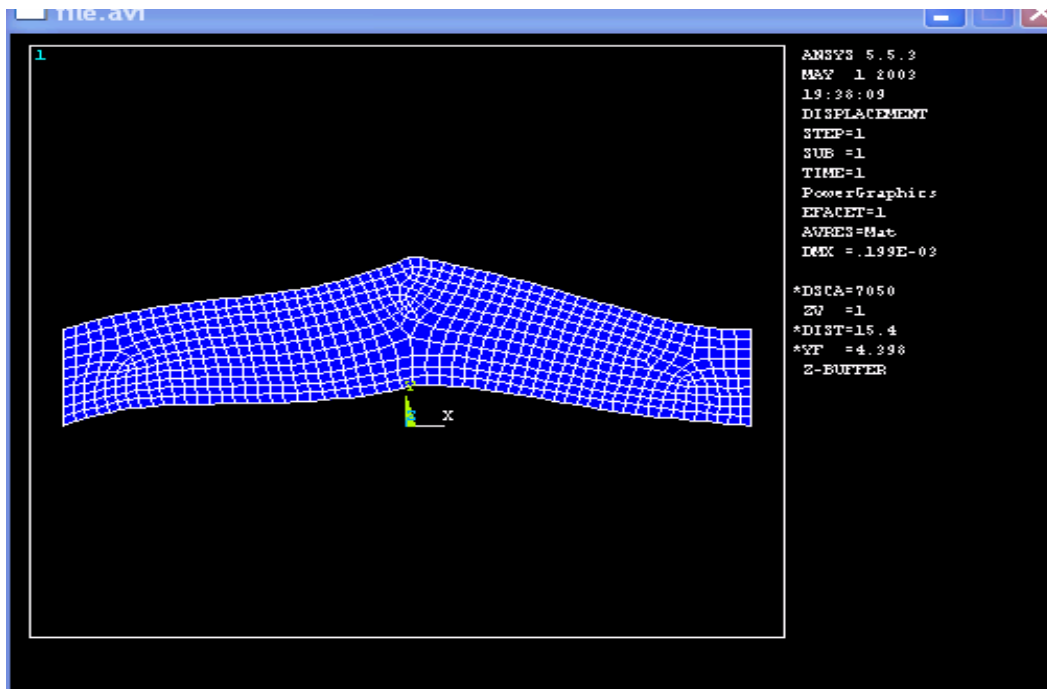 file.avi
1
ANSYS 5.5.3
MAY 1 2003
19:38:09
DISPLACEMENT
STEP=1
SUB =1
TIME=1
PowerGraphics
EFACET=1
AVRES=Mat
DMX =.199E-03
*DSCA=7050
ZV =1
*DIST=15.4
*YF =4.398
Z-BUFFER
Y
Z X